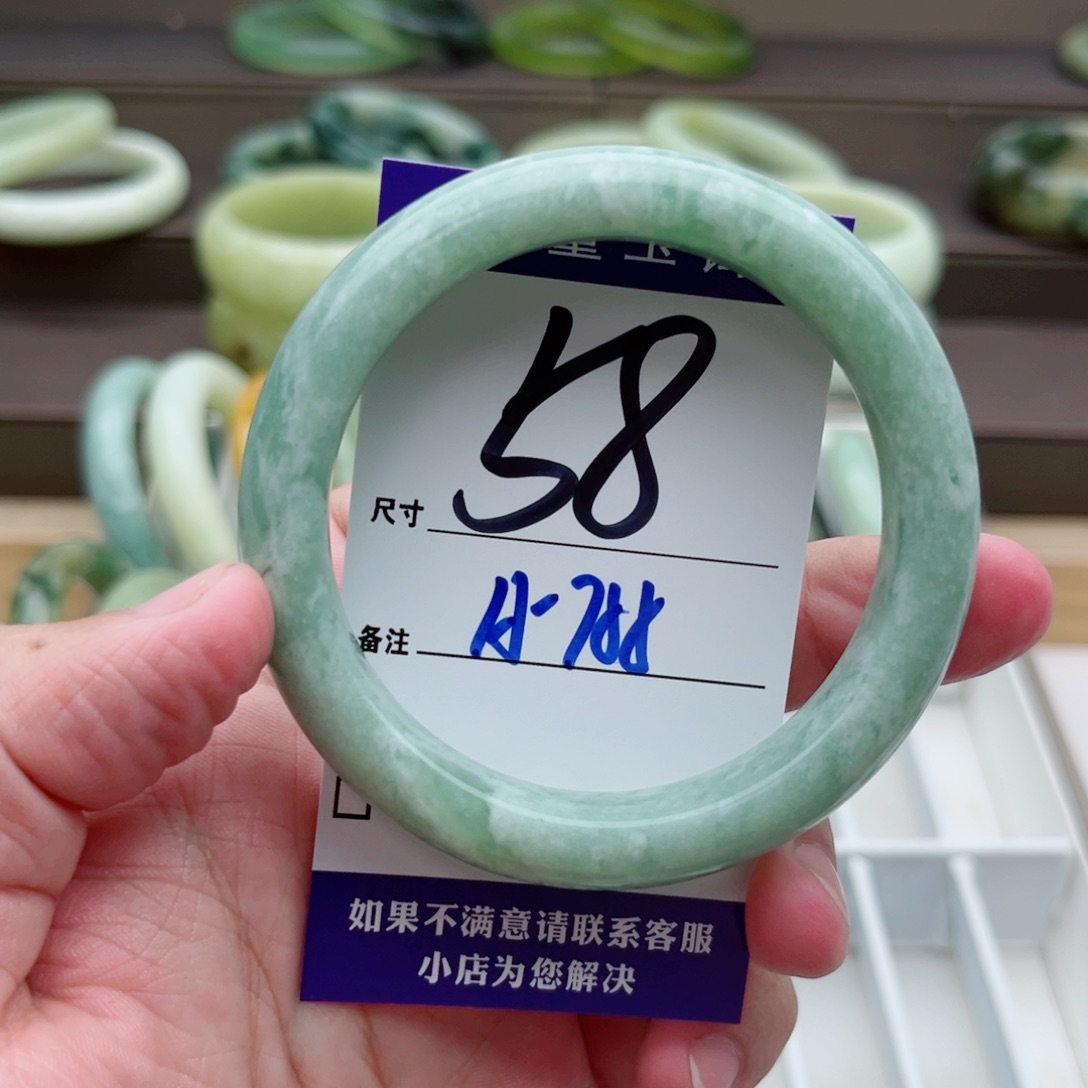 58
尺寸
A-788
备注
如果不满意请联系客服
小店为您解决